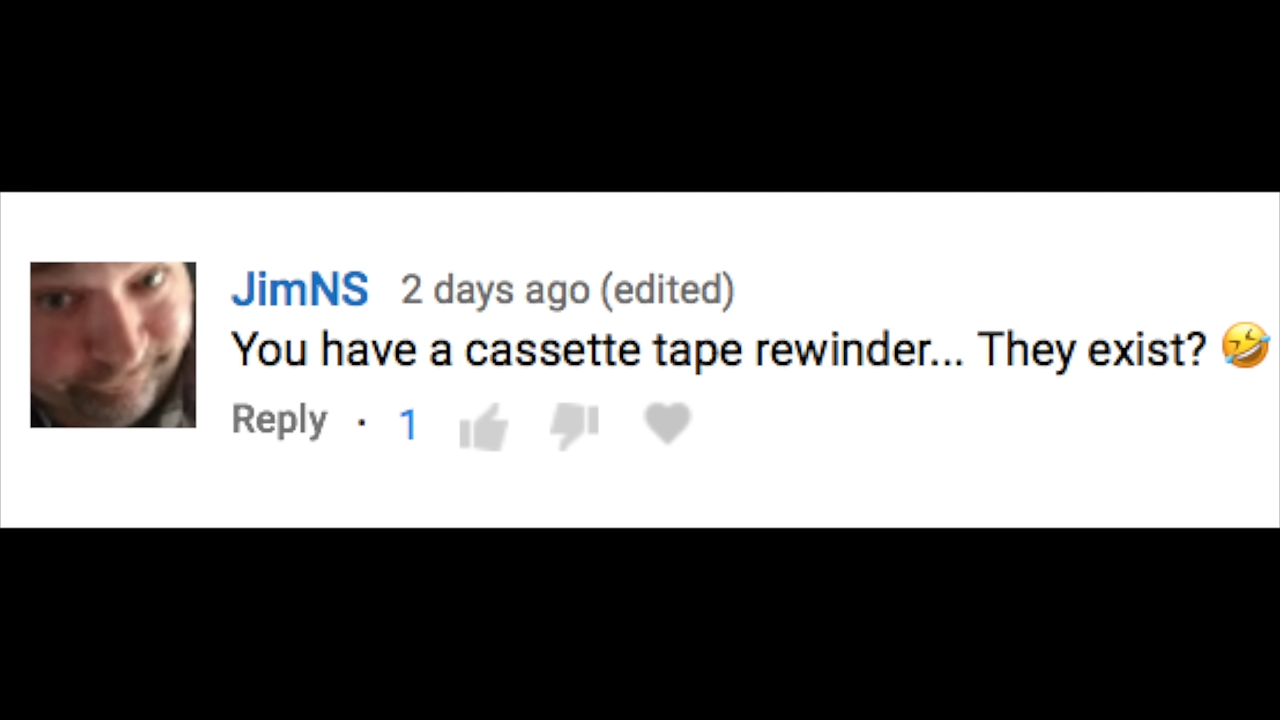 JimNS 2 days ago (edited)
You have a cassette tape rewinder... They exist? 🤣
Reply · 1